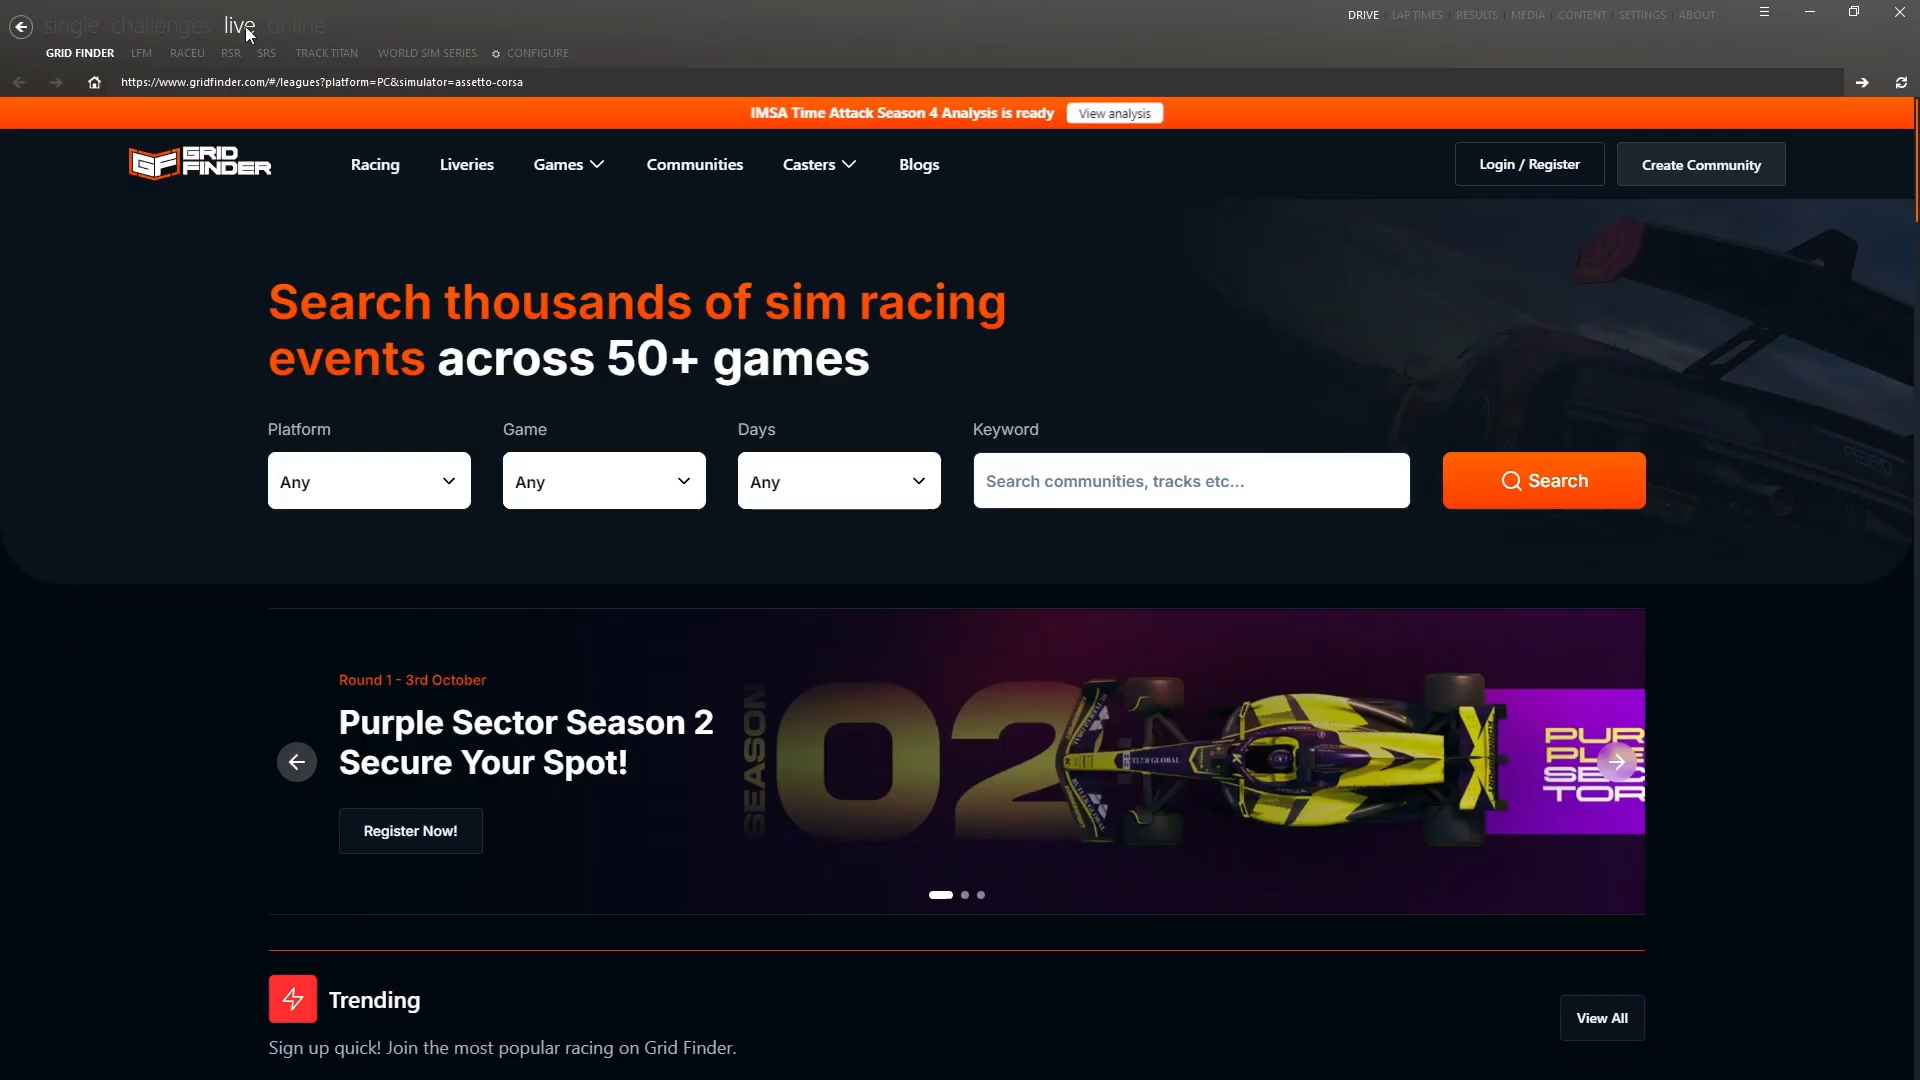 single challenges live online
DRIVE LAP TIMES RESULTS MEDIA CONTENT SETTINGS ABOUT
GRID FINDER LFM RACEU RSR SRS TRACK TITAN WORLD SIM SERIES CONFIGURE
https://www.gridfinder.com/#/leagues?platform=PC&simulator=assetto-corsa
IMSA Time Attack Season 4 Analysis is ready View analysis
GF GRID FINDER
Racing Liveries Games Communities Casters Blogs Login / Register Create Community
Search thousands of sim racing
events across 50+ games
Platform Game Days Keyword
Any Any Any Search communities, tracks etc... Search
Round 1 - 3rd October
Purple Sector Season 2
Secure Your Spot!
Register Now!
SEASON
02
PUR
PLE
SEC
TOR
Trending
View All
Sign up quick! Join the most popular racing on Grid Finder.